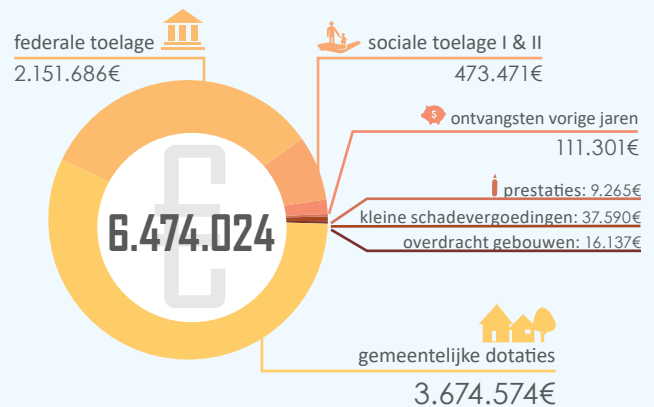 federale toelage
2.151.686€
sociale toelage I & II
473.471€
$
ontvangsten vorige jaren
111.301€
prestaties: 9.265€
kleine schadevergoedingen: 37.590€
overdracht gebouwen: 16.137€
€
6.474.024
gemeentelijke dotaties
3.674.574€